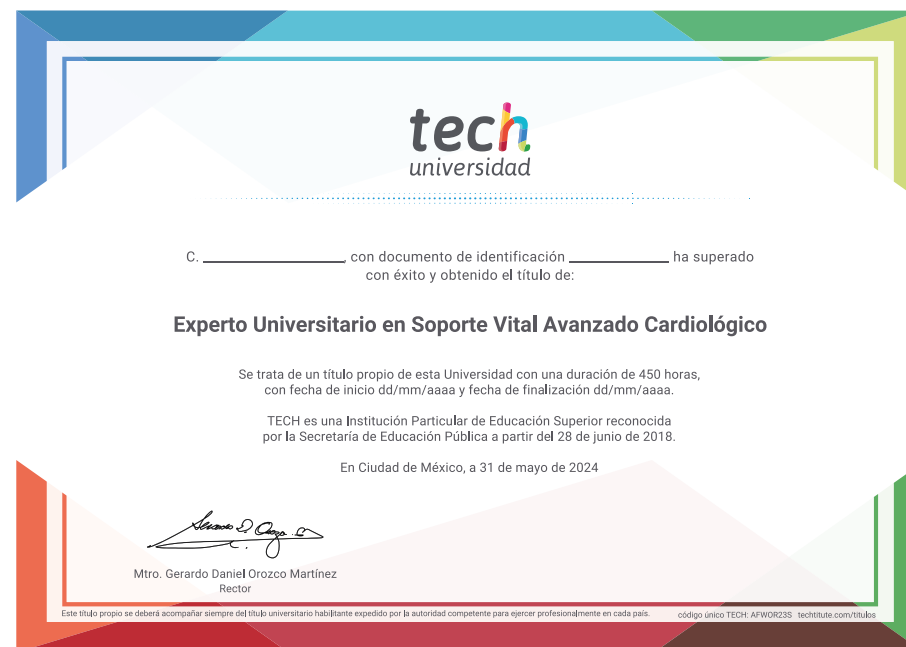 tech
universidad
C. ____________, con documento de identificación ____________ ha superado
con éxito y obtenido el título de:
Experto Universitario en Soporte Vital Avanzado Cardiológico
Se trata de un título propio de esta Universidad con una duración de 450 horas,
con fecha de inicio dd/mm/aaaa y fecha de finalización dd/mm/aaaa.
TECH es una Institución Particular de Educación Superior reconocida
por la Secretaría de Educación Pública a partir del 28 de junio de 2018.
En Ciudad de México, a 31 de mayo de 2024
Mtro. Gerardo Daniel Orozco Martínez
Rector
Este título propio se deberá acompañar siempre del título universitario habilitante expedido por la autoridad competente para ejercer profesionalmente en cada país.
código único TECH: AFWOR23S techtitute.com/titulos